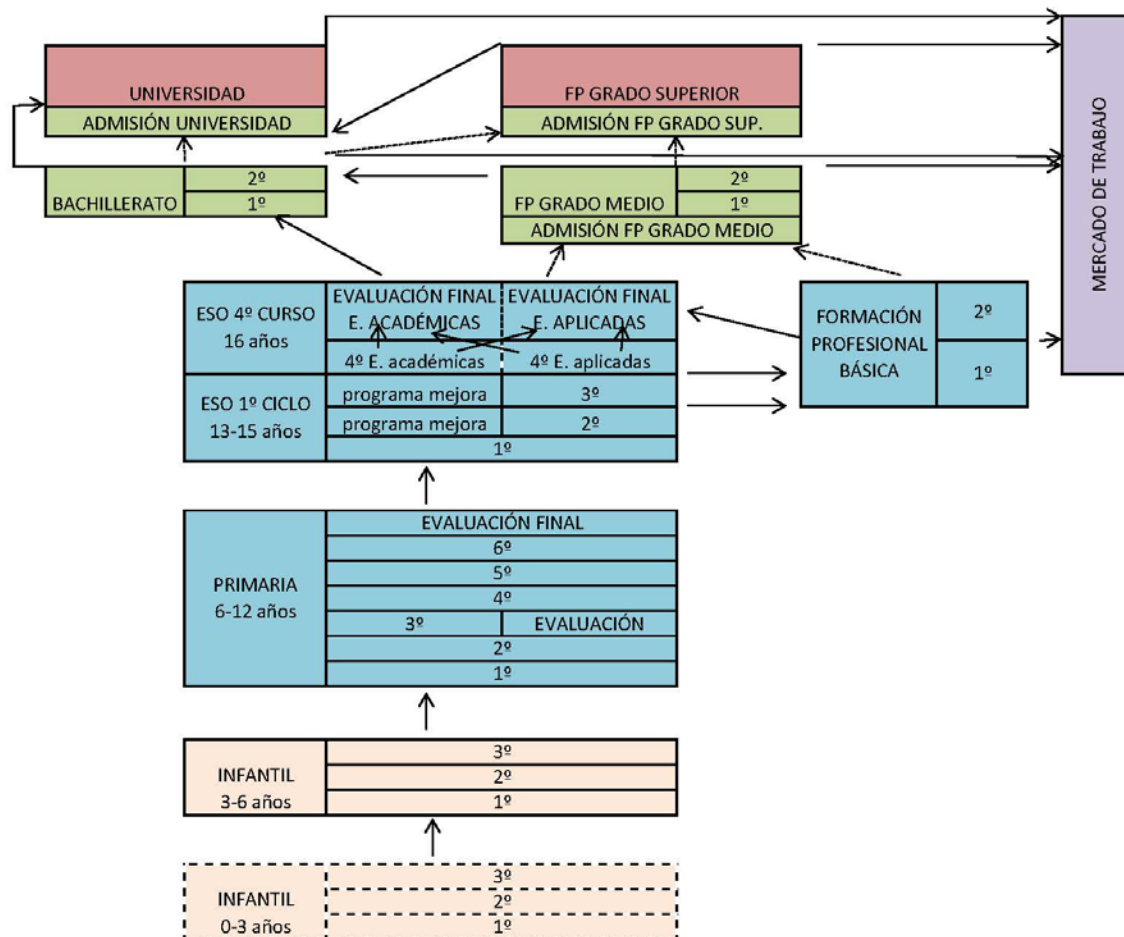 UNIVERSIDAD
ADMISIÓN UNIVERSIDAD
FP GRADO SUPERIOR
ADMISIÓN FP GRADO SUP.
MERCADO DE TRABAJO
BACHILLERATO
2º
1º
FP GRADO MEDIO
2º
1º
ADMISIÓN FP GRADO MEDIO
ESO 4º CURSO
16 años
EVALUACIÓN FINAL
E. ACADÉMICAS
EVALUACIÓN FINAL
E. APLICADAS
4º E. académicas
4º E. aplicadas
FORMACIÓN
PROFESIONAL
BÁSICA
2º
1º
ESO 1º CICLO
13-15 años
programa mejora
3º
programa mejora
2º
1º
PRIMARIA
6-12 años
EVALUACIÓN FINAL
6º
5º
4º
3º
EVALUACIÓN
2º
1º
INFANTIL
3-6 años
3º
2º
1º
INFANTIL
0-3 años
3º
2º
1º